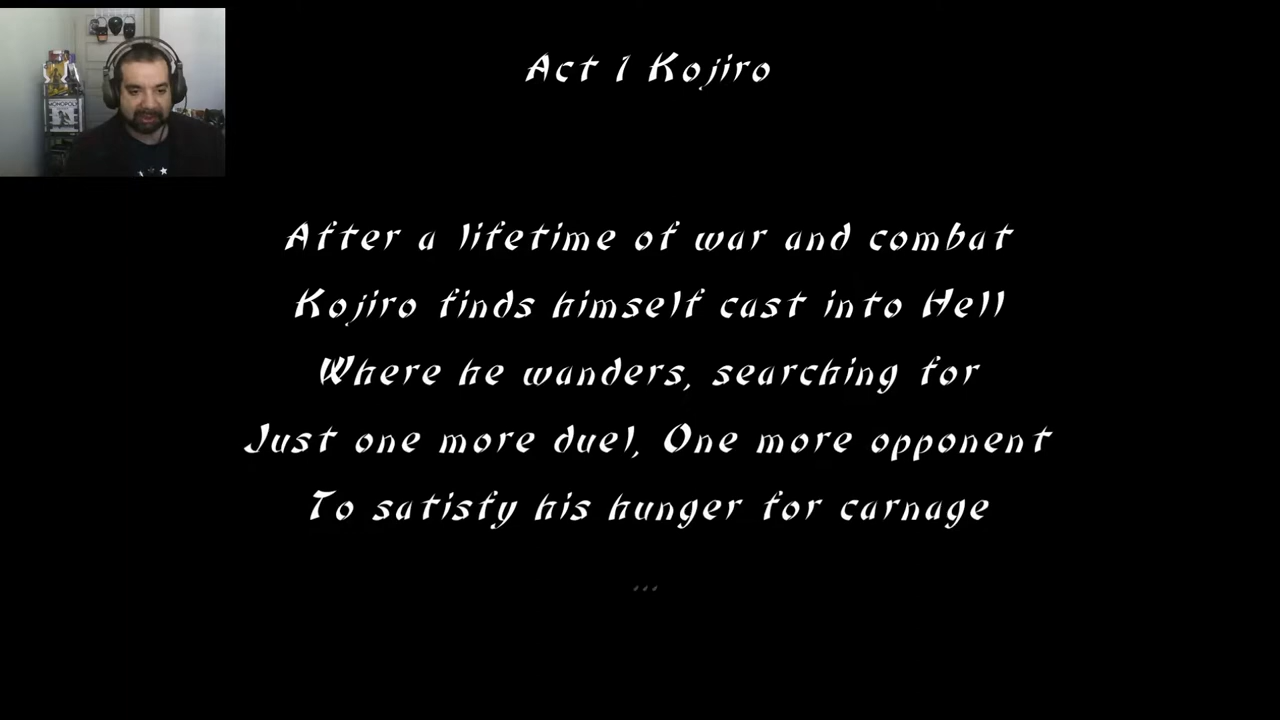 Act 1 Kojiro
After a lifetime of war and combat
Kojiro finds himself cast into Hell
Where he wanders, searching for
Just one more duel, One more opponent
To satisfy his hunger for carnage
...
MONOPOLY